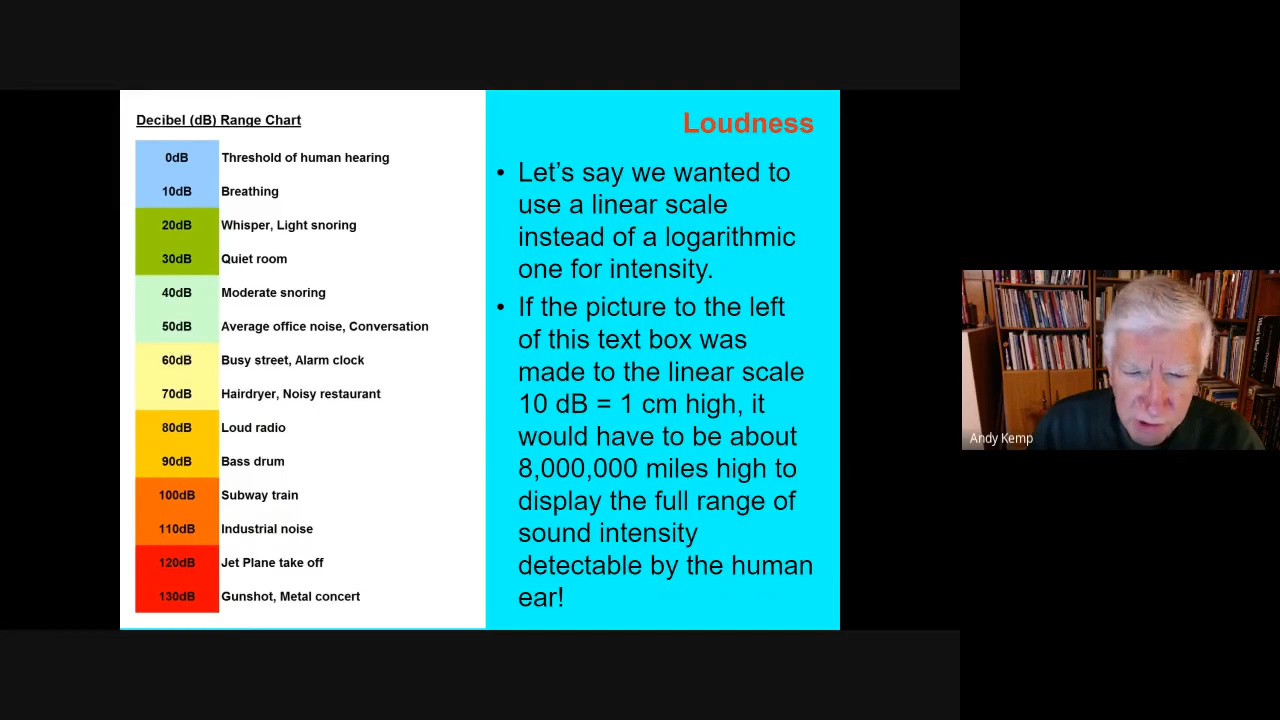 Decibel (dB) Range Chart
0dB Threshold of human hearing
10dB Breathing
20dB Whisper, Light snoring
30dB Quiet room
40dB Moderate snoring
50dB Average office noise, Conversation
60dB Busy street, Alarm clock
70dB Hairdryer, Noisy restaurant
80dB Loud radio
90dB Bass drum
100dB Subway train
110dB Industrial noise
120dB Jet Plane take off
130dB Gunshot, Metal concert
Loudness
• Let’s say we wanted to
use a linear scale
instead of a logarithmic
one for intensity.
• If the picture to the left
of this text box was
made to the linear scale
10 dB = 1 cm high, it
would have to be about
8,000,000 miles high to
display the full range of
sound intensity
detectable by the human
ear!
Andy Kemp